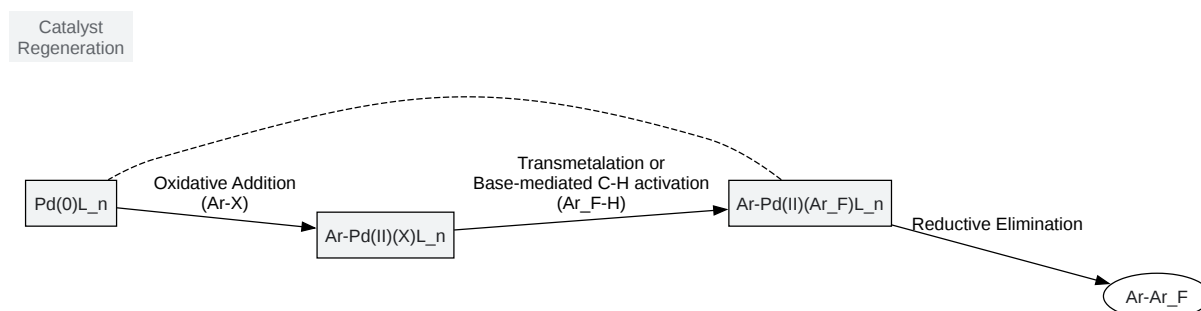 Catalyst
Regeneration
Pd(0)L_n
Oxidative Addition
(Ar-X)
Ar-Pd(II)(X)L_n
Transmetalation or
Base-mediated C-H activation
(Ar_F-H)
Ar-Pd(II)(Ar_F)L_n
Reductive Elimination
Ar-Ar_F